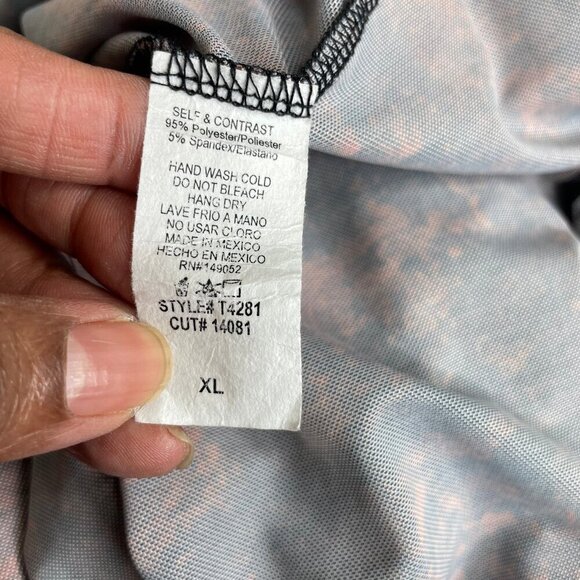 SELF & CONTRAST
95% Polyester/Poliester
5% Spandex/Elastano
HAND WASH COLD
DO NOT BLEACH
HANG DRY
LAVE FRIO A MANO
NO USAR CLORO
MADE IN MEXICO
HECHO EN MEXICO
RN#149052
STYLE# T4281
CUT# 14081
XL